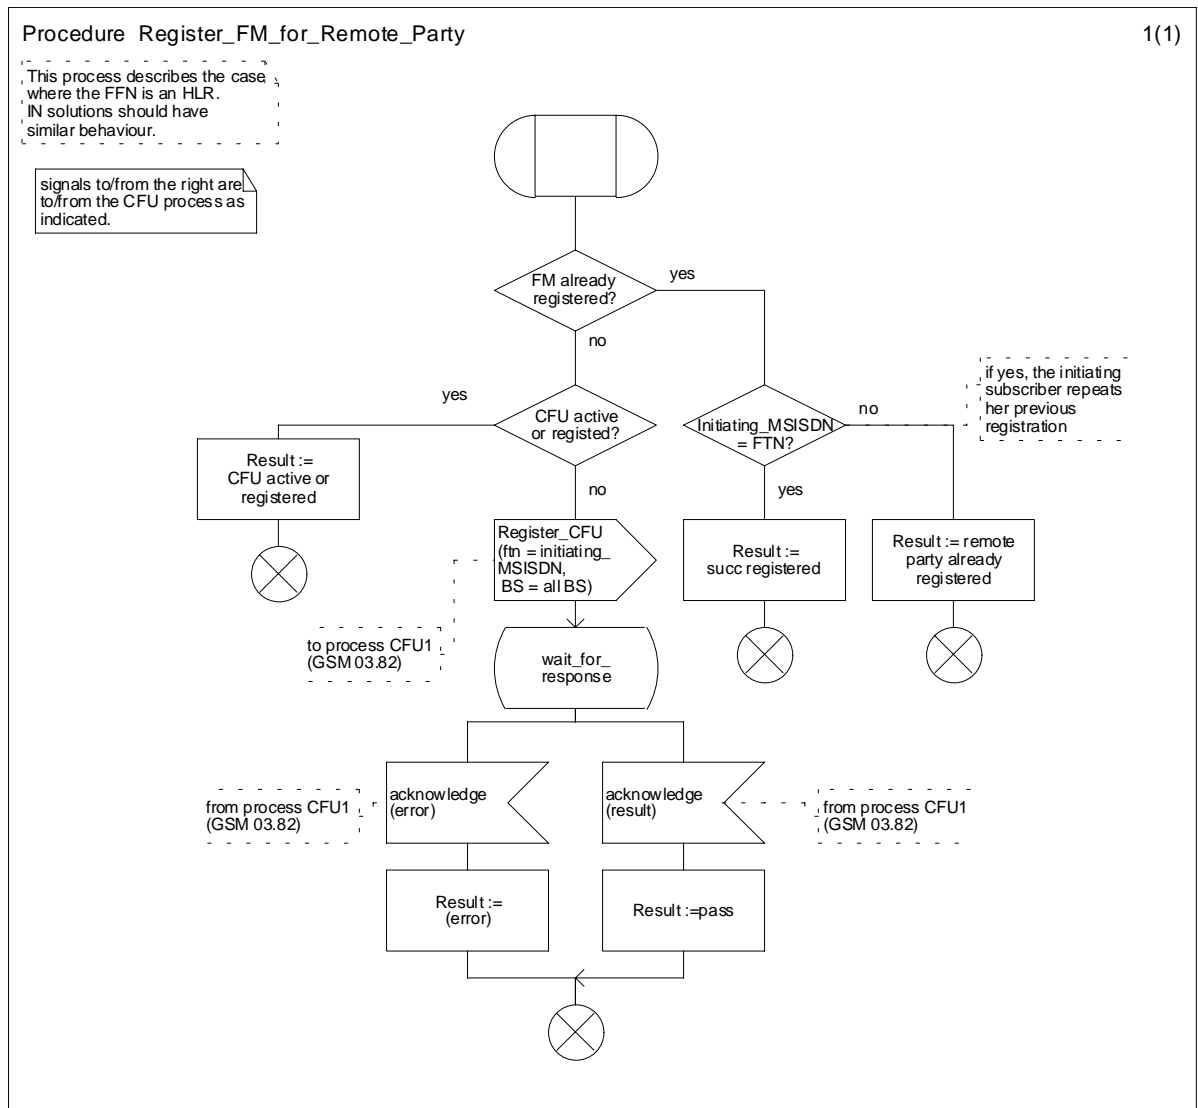 Procedure Register_FM_for_Remote_Party
1(1)
This process describes the case
where the FFN is an HLR.
IN solutions should have
similar behaviour.
signals to/from the right are
to/from the CFU process as
indicated.
FM already
registered?
yes
no
if yes, the initiating
subscriber repeats
her previous
registration
yes
CFU active
or registed?
Initiating_MSISDN
= FTN?
no
Result :=
CFU active or
registered
no
yes
Register_CFU
(ftn = initiating_
MSISDN,
BS = all BS)
Result :=
succ registered
Result := remote
party already
registered
to process CFU1
(GSM 03.82)
wait_for_
response
from process CFU1
(GSM 03.82)
acknowledge
(error)
acknowledge
(result)
from process CFU1
(GSM 03.82)
Result :=
(error)
Result :=pass